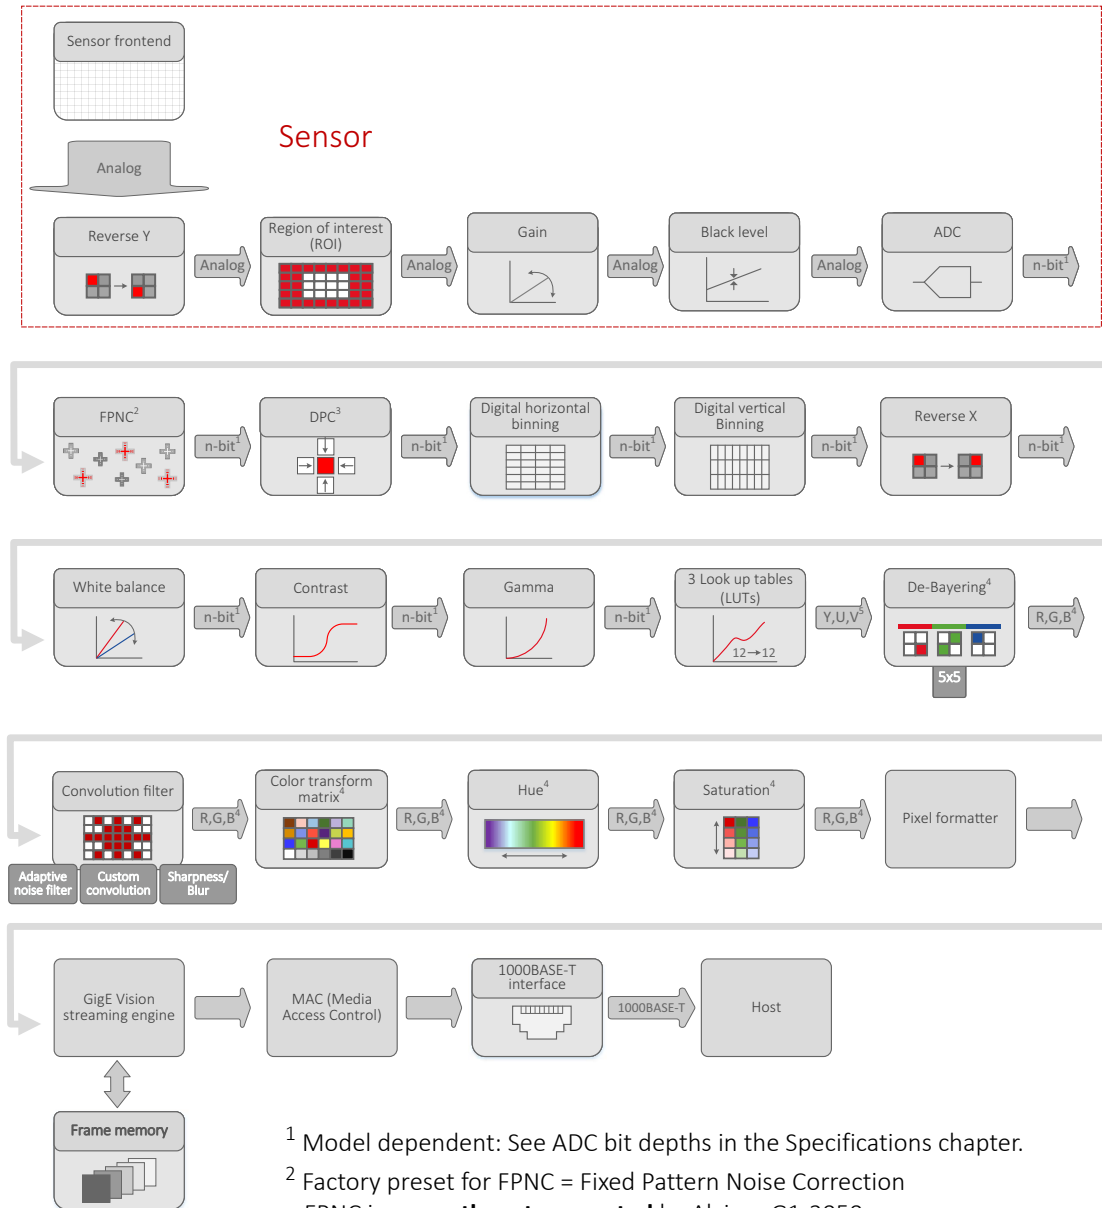 Sensor frontend
Sensor
Analog
Reverse Y
Analog
Region of interest
(ROI)
Analog
Gain
Analog
Black level
Analog
ADC
n-bit1
FPNC2
n-bit1
DPC3
n-bit1
Digital horizontal
binning
n-bit1
Digital vertical
Binning
n-bit1
Reverse X
n-bit1
White balance
n-bit1
Contrast
n-bit1
Gamma
n-bit1
3 Look up tables
(LUTs)
12→12
Y,U,V5
De-Bayering4
5x5
R,G,B4
Convolution filter
Adaptive
noise filter
Custom
convolution
Sharpness/
Blur
R,G,B4
Color transform
matrix4
R,G,B4
Hue4
R,G,B4
Saturation4
R,G,B4
Pixel formatter
GigE Vision
streaming engine
MAC (Media
Access Control)
1000BASE-T
interface
1000BASE-T
Host
Frame memory
1 Model dependent: See ADC bit depths in the Specifications chapter.
2 Factory preset for FPNC = Fixed Pattern Noise Correction